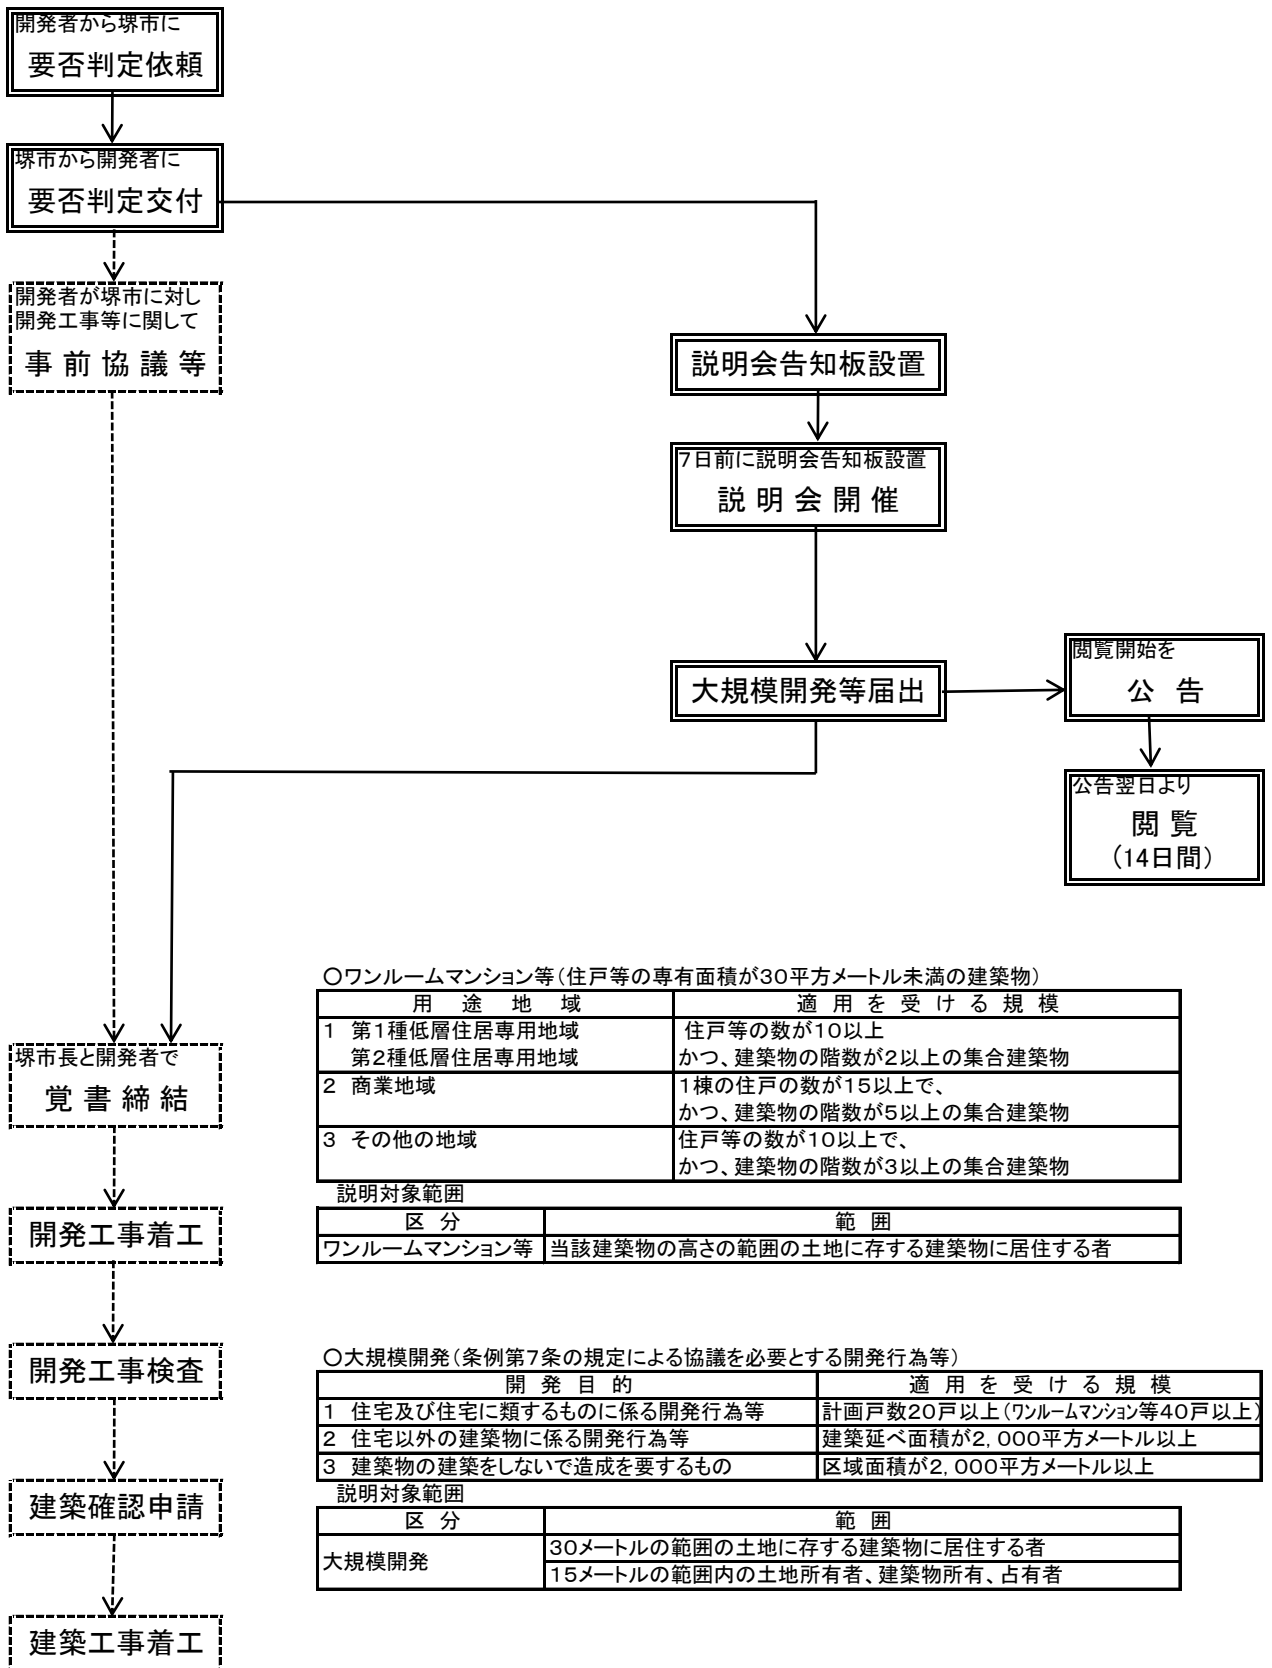 開発者から堺市に
要否判定依頼
堺市から開発者に
要否判定交付
開発者が堺市に対し
開発工事等に関して
事前協議等
説明会告知板設置
7日前に説明会告知板設置
説明会開催
大規模開発等届出
閲覧開始を
公 告
公告翌日より
閲覧
(14日間)
堺市長と開発者で
覚書締結
開発工事着工
開発工事検査
建築確認申請
建築工事着工
〇ワンルームマンション等(住戸等の専有面積が30平方メートル未満の建築物)
用途地域 適用を受ける規模
1 第1種低層住居専用地域 住戸等の数が10以上
第2種低層住居専用地域 かつ、建築物の階数が2以上の集合建築物
2 商業地域 1棟の住戸の数が15以上で、
かつ、建築物の階数が5以上の集合建築物
3 その他の地域 住戸等の数が10以上で、
かつ、建築物の階数が3以上の集合建築物
説明対象範囲
区 分 範 囲
ワンルームマンション等 当該建築物の高さの範囲の土地に存する建築物に居住する者
〇大規模開発(条例第7条の規定による協議を必要とする開発行為等)
開発目的 適用を受ける規模
1 住宅及び住宅に類するものに係る開発行為等 計画戸数20戸以上(ワンルームマンション等40戸以上)
2 住宅以外の建築物に係る開発行為等 建築延べ面積が2,000平方メートル以上
3 建築物の建築をしないで造成を要するもの 区域面積が2,000平方メートル以上
説明対象範囲
区 分 範 囲
大規模開発 30メートルの範囲の土地に存する建築物に居住する者
15メートルの範囲内の土地所有者、建築物所有、占有者